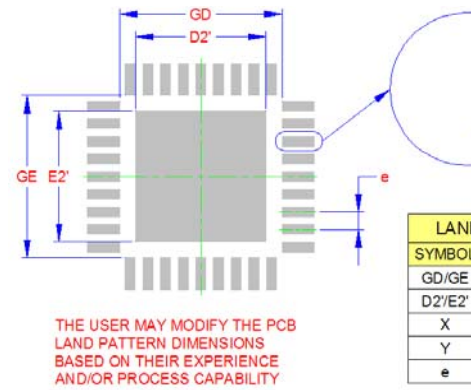 GD
D2'
GE
E2'
e
LAN
SYMBOL
GD/GE
D2'/E2'
X
Y
e
THE USER MAY MODIFY THE PCB
LAND PATTERN DIMENSIONS
BASED ON THEIR EXPERIENCE
AND/OR PROCESS CAPABILITY